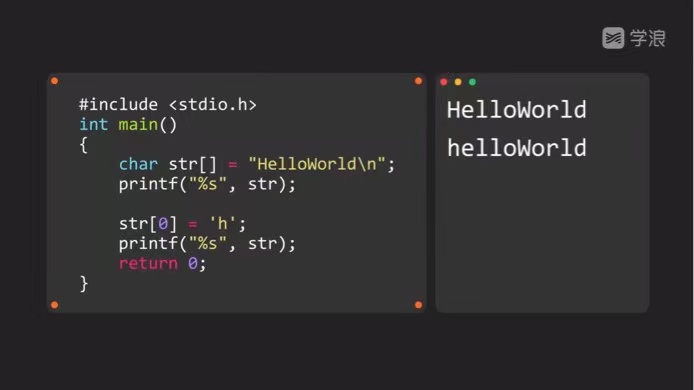 学浪
#include <stdio.h>
int main()
{
    char str[] = "HelloWorld\n";
    printf("%s", str);

    str[0] = 'h';
    printf("%s", str);
    return 0;
}
HelloWorld
helloWorld